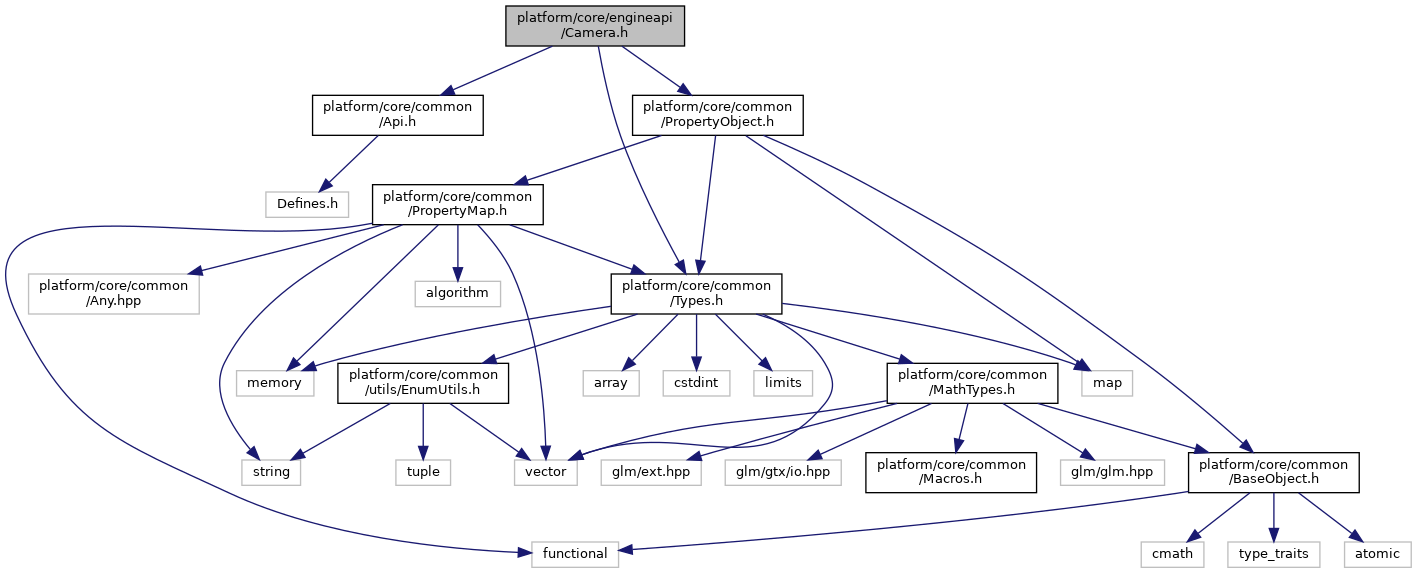 platform/core/engineapi
/Camera.h
platform/core/common
/Api.h
platform/core/common
/PropertyObject.h
Defines.h
platform/core/common
/PropertyMap.h
platform/core/common
/Any.hpp
algorithm
platform/core/common
/Types.h
memory
platform/core/common
/utils/EnumUtils.h
array
cstdint
limits
platform/core/common
/MathTypes.h
map
string
tuple
vector
glm/ext.hpp
glm/gtx/io.hpp
platform/core/common
/Macros.h
glm/glm.hpp
platform/core/common
/BaseObject.h
functional
cmath
type_traits
atomic